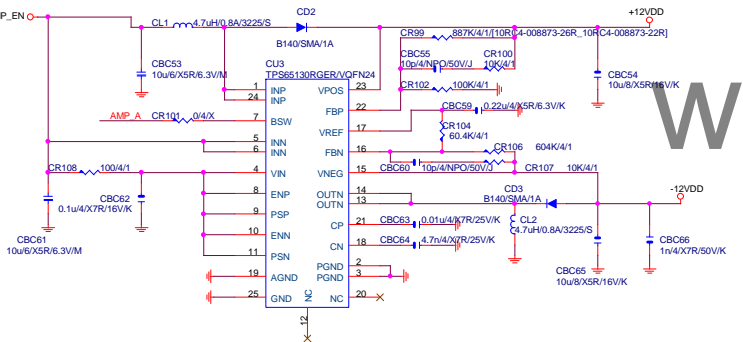 P_EN
CL1 4.7uH/0.8A/3225/S
CD2
B140/SMA/1A
+12VDD
CR99 887K/4/1/[10RC4-008873-26R_10RC4-008873-22R]
CBC53
10u/6/X5R/6.3V/M
CU3
TPS65130RGER/VQFN24
CBC55
10p/4/NPO/50V/J
CR100
10K/4/1
CBC54
10u/8/X5R/16V/K
W
1 INP
24 INP
VPOS 23
CR102 100K/4/1
FBP 22
AMP_A
CR101 0/4/X
7 BSW
CBC59 0.22u/4/X5R/6.3V/K
VREF 17
CR104
60.4K/4/1
5 INN
6 INN
FBN 16
CR106 604K/4/1
CR108 100/4/1
4 VIN
CBC60 10p/4/NPO/50V/J
VNEG 15
CR107 10K/4/1
CD3
B140/SMA/1A
-12VDD
8 ENP
OUTN 14
OUTN 13
CBC62
0.1u/4/X7R/16V/K
9 PSP
CP 21
CBC63 0.01u/4/X7R/25V/K
CL2
4.7uH/0.8A/3225/S
10 ENN
CBC61
10u/6/X5R/6.3V/M
CN 18
CBC64 4.7n/4/X7R/25V/K
CBC66
1n/4/X7R/50V/K
11 PSN
PGND 2
PGND 3
CBC65
10u/8/X5R/16V/K
19 AGND
25 GND
NC 20
NC
12